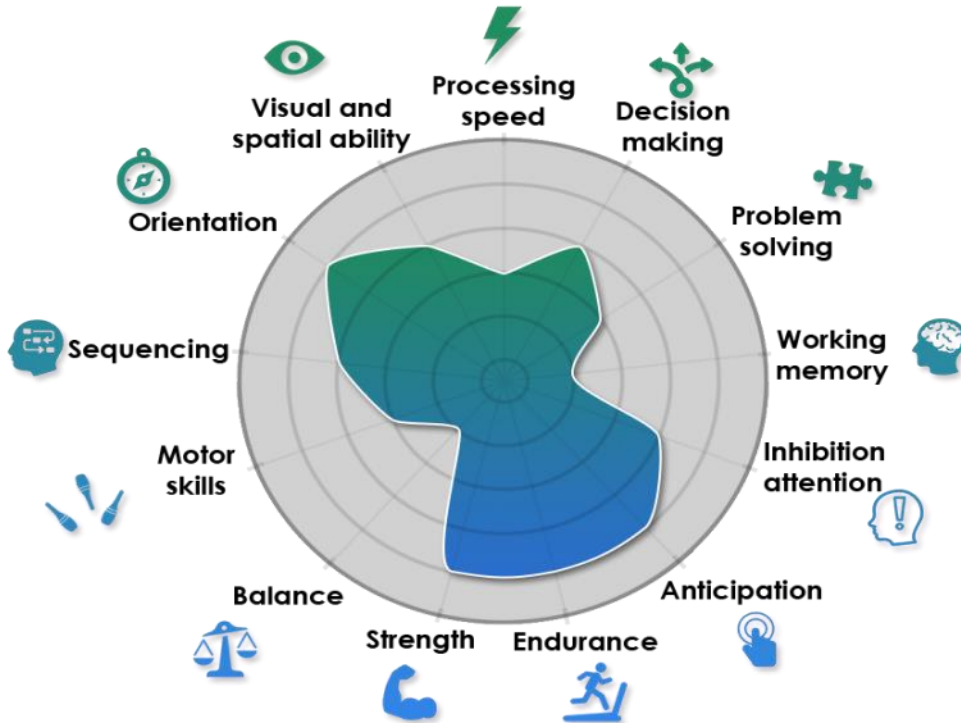 Processing
speed
Decision
making
Visual and
spatial ability
Problem
solving
Orientation
Working
memory
Sequencing
Inhibition
attention
Motor
skills
Anticipation
Balance
Strength
Endurance